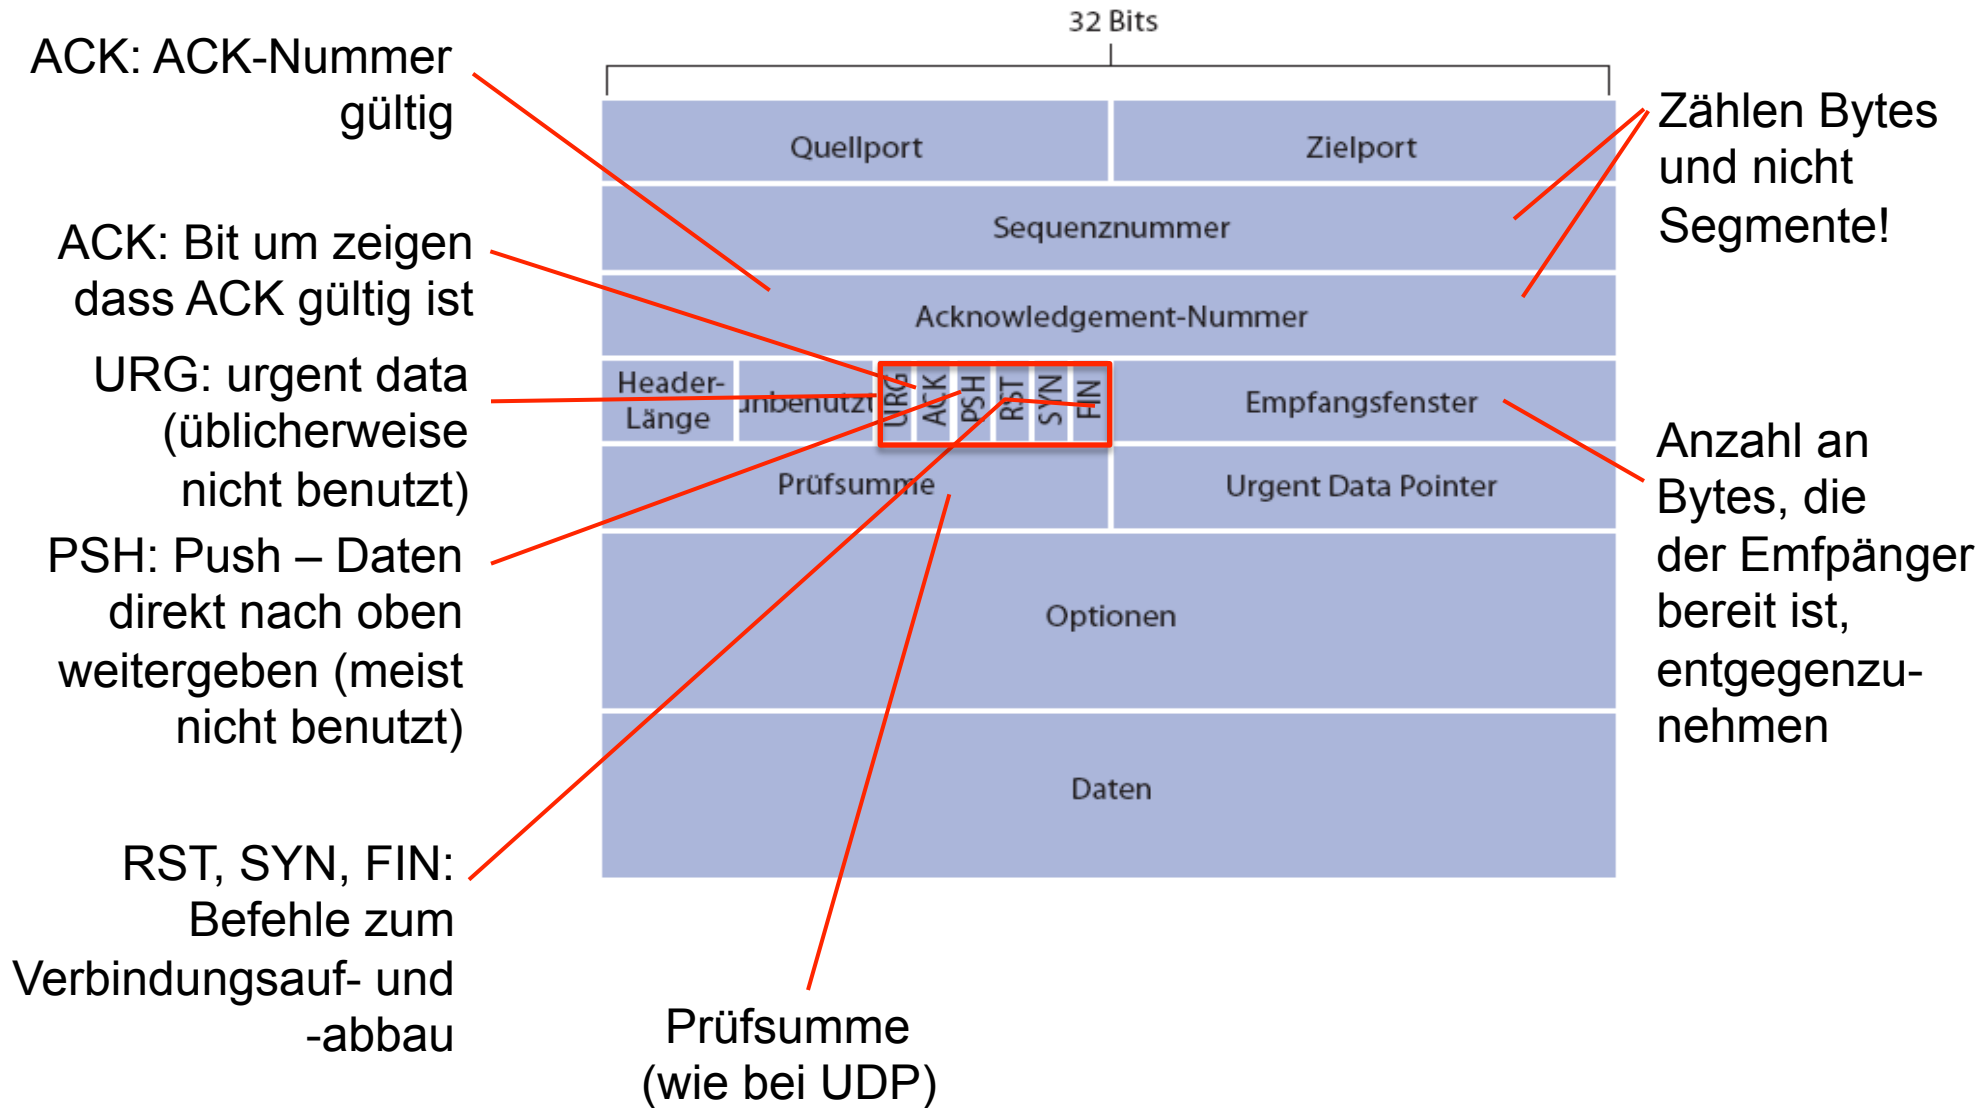 32 Bits
ACK: ACK-Nummer
gültig
ACK: Bit um zeigen
dass ACK gültig ist
URG: urgent data
(üblicherweise
nicht benutzt)
PSH: Push – Daten
direkt nach oben
weitergeben (meist
nicht benutzt)
RST, SYN, FIN:
Befehle zum
Verbindungsauf- und
-abbau
Quellport
Zielport
Sequenznummer
Acknowledgement-Nummer
Header-
Länge
unbenutzt
URG
ACK
PSH
RST
SYN
FIN
Empfangsfenster
Prüfsumme
Urgent Data Pointer
Optionen
Daten
Prüfsumme
(wie bei UDP)
Zählen Bytes
und nicht
Segmente!
Anzahl an
Bytes, die
der Emfpänger
bereit ist,
entgegenzu-
nehmen